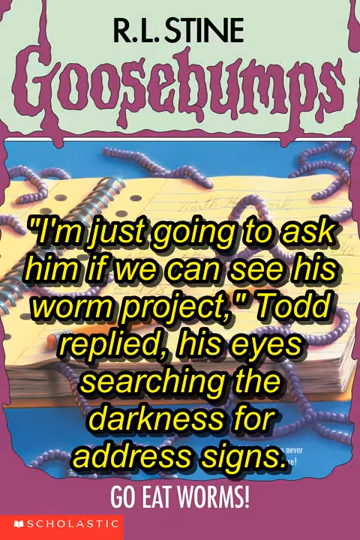 R.L. STINE
Goosebumps
"I'm just going to ask
him if we can see his
worm project," Todd
replied, his eyes
searching the
darkness for
address signs.
never
GO EAT WORMS!
SCHOLASTIC